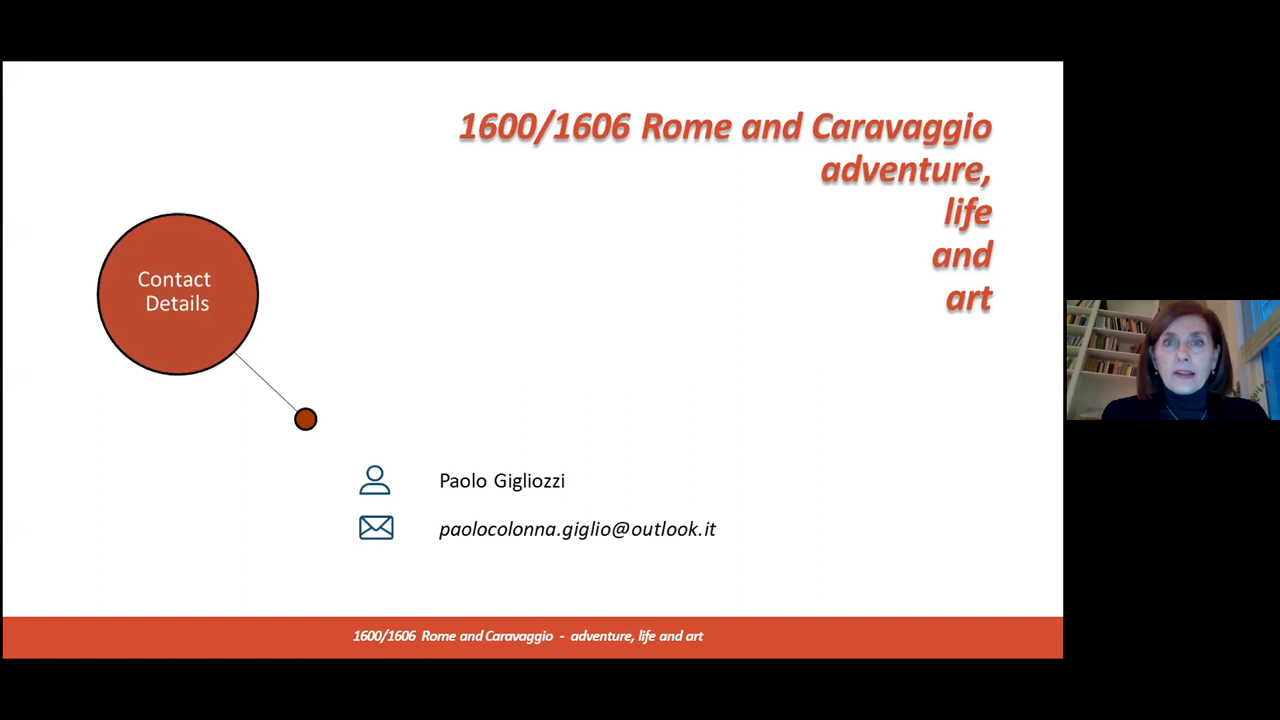 1600/1606 Rome and Caravaggio
adventure,
life
and
art
Contact
Details
Paolo Gigliozzi
paolocolonna.giglio@outlook.it
1600/1606 Rome and Caravaggio - adventure, life and art